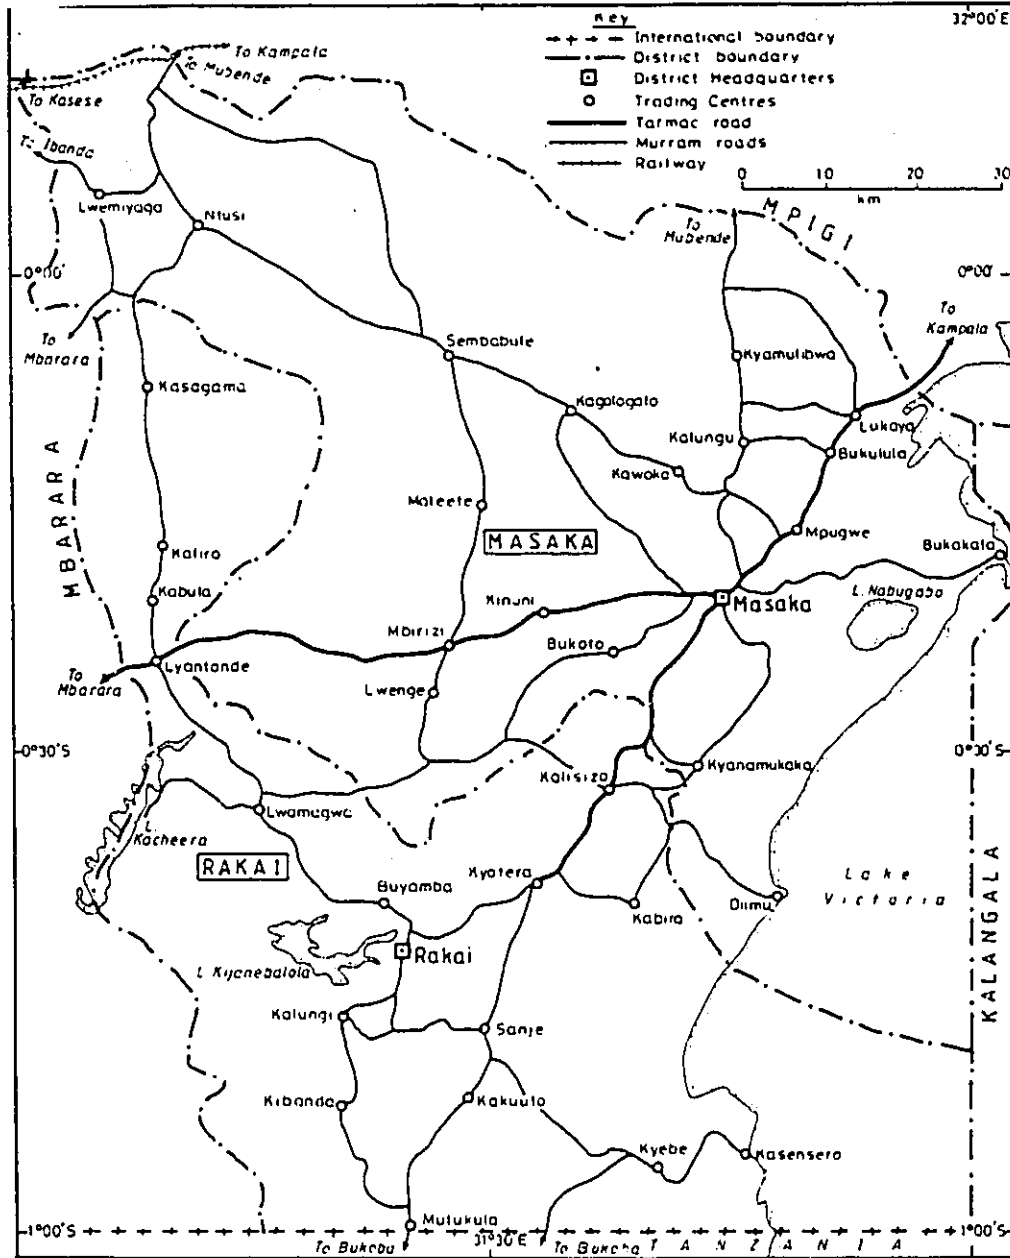 Key
International boundary
District boundary
District Headquarters
Trading Centres
Tarmac road
Murram roads
Railway
0 10 20 30
km
32°00'E
To Kampala
To Mubende
To Kasese
To Ibanda
Lwemiyaga
Ntusi
To Mubende
MPIGI
0°00'
0°00'
To Kampala
To Mbarara
Sembabule
Kyamulibwa
Kasagama
Kagologolo
Lukaya
Kalungu
Bukulula
Kawoka
MBARARA
Mateete
MASAKA
Mpugwe
Kaliro
Bukakata
Kabula
Kinuni
Masaka
L. Nabugabo
Mbirizi
Bukoto
Lyantonde
To Mbarara
Lwenge
0°30'S
0°30'S
Kyanamukaka
Kalisizo
Lwamagwa
L. Kacheera
RAKAI
Buyamba
Kyotera
Kabira
Dimu
Lake Victoria
KALANGALA
Rakai
L. Kijanebalola
Kalungi
Sanje
Kibanda
Kakuuto
Kyebe
Kasensero
1°00'S
1°00'S
Mutukula
To Bukoba
31°30'E
To Bukoba
TANZANIA